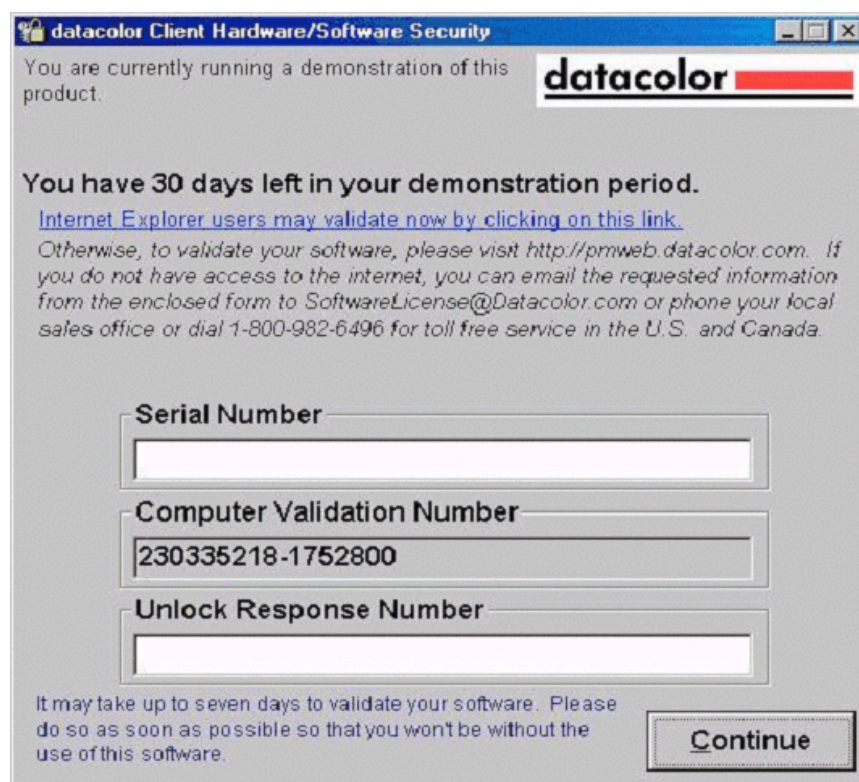 datacolor Client Hardware/Software Security
You are currently running a demonstration of this
product.
datacolor
You have 30 days left in your demonstration period.
Internet Explorer users may validate now by clicking on this link.
Otherwise, to validate your software, please visit http://pmweb.datacolor.com. If
you do not have access to the internet, you can email the requested information
from the enclosed form to SoftwareLicense@Datacolor.com or phone your local
sales office or dial 1-800-982-6496 for toll free service in the U.S. and Canada.
Serial Number
Computer Validation Number
230335218-1752800
Unlock Response Number
It may take up to seven days to validate your software. Please
do so as soon as possible so that you won't be without the
use of this software.
Continue